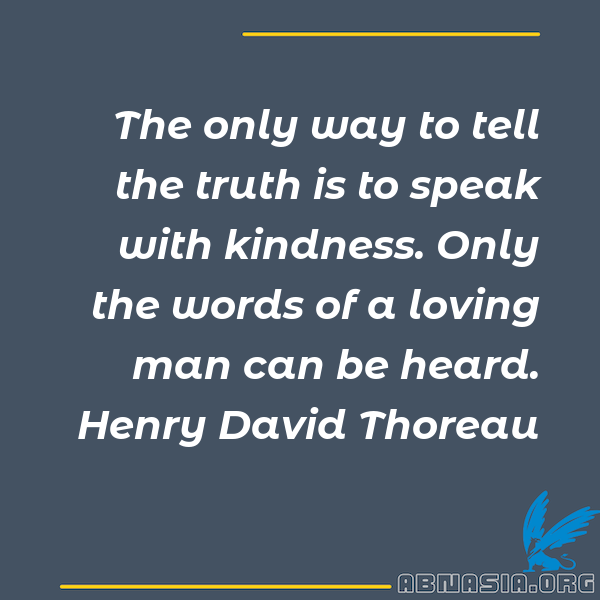 The only way to tell
the truth is to speak
with kindness. Only
the words of a loving
man can be heard.
Henry David Thoreau
ABNASIA.ORG